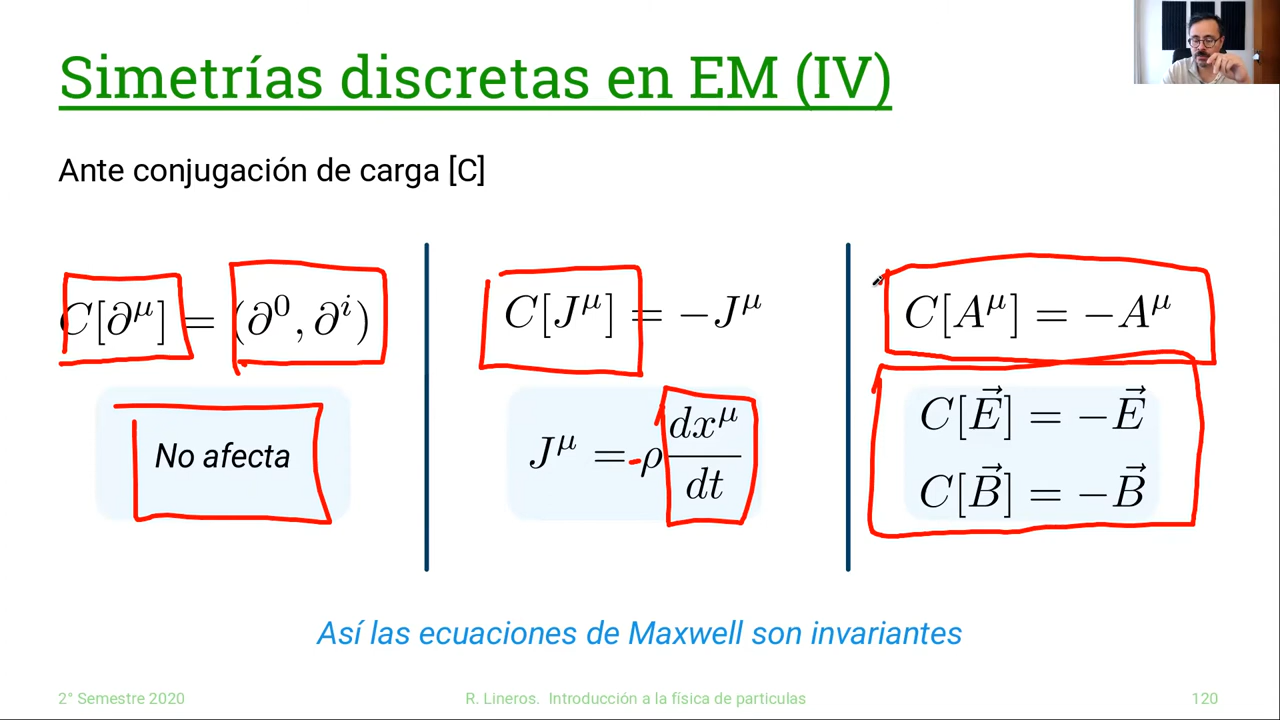 Simetrías discretas en EM (IV)
Ante conjugación de carga [C]
C[∂^μ] = (∂^0, ∂^i)
No afecta
C[J^μ] = −J^μ
J^μ = -ρ dx^μ/dt
C[A^μ] = −A^μ
C[E⃗] = −E⃗
C[B⃗] = −B⃗
Así las ecuaciones de Maxwell son invariantes
2° Semestre 2020
R. Lineros. Introducción a la física de particulas
120